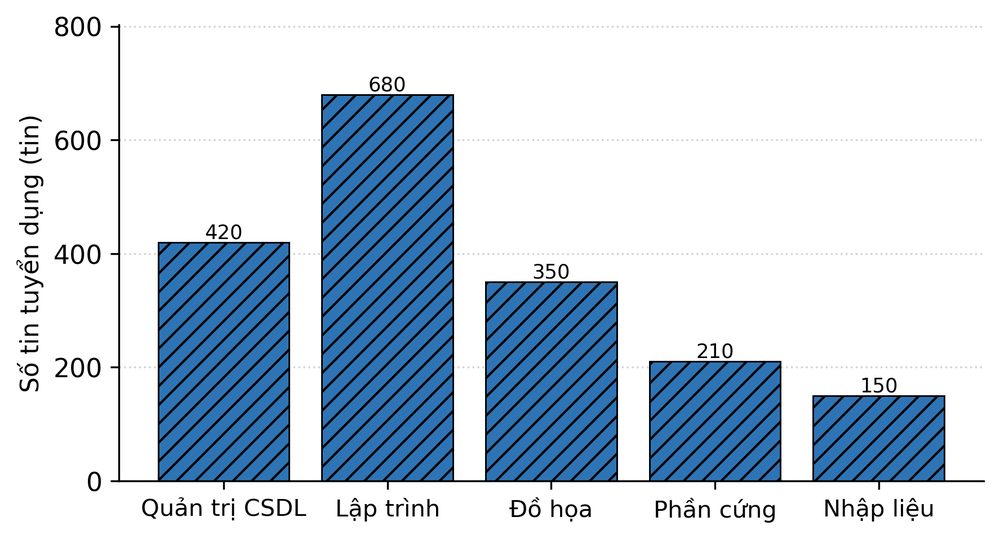 Số tin tuyển dụng (tin)
800
600
400
200
0
420
680
350
210
150
Quản trị CSDL
Lập trình
Đồ họa
Phần cứng
Nhập liệu